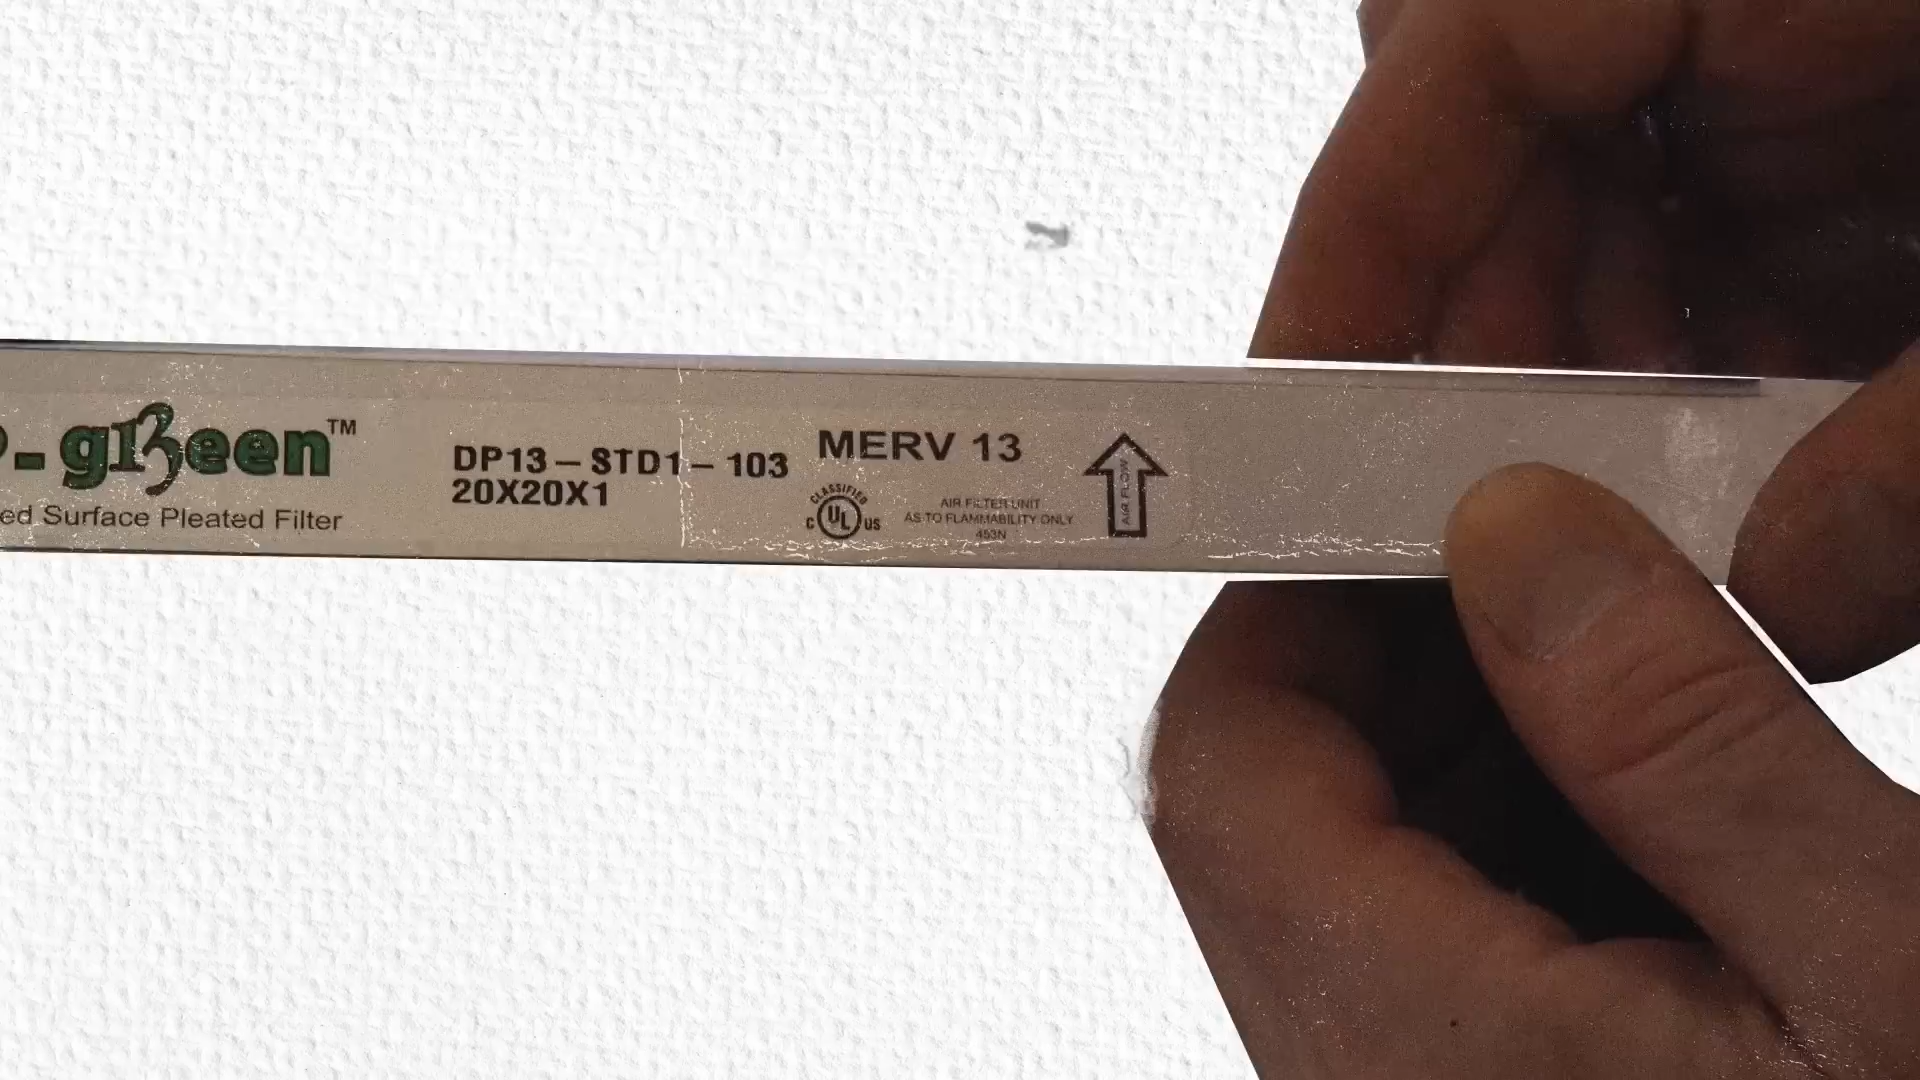 -g13een™
ed Surface Pleated Filter
DP13-STD1-103
20X20X1
MERV 13
CLASSIFIED
C UL US
AIR FILTER UNIT
AS TO FLAMMABILITY ONLY
453N
AIR FLOW